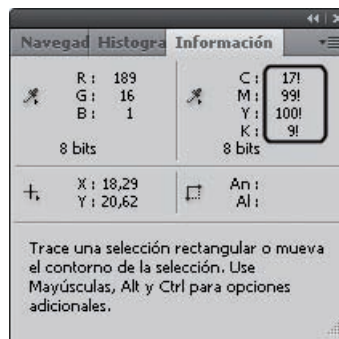 Navegad Histogra Información
R: 189
G: 16
B: 1
8 bits
C: 17!
M: 99!
Y: 100!
K: 9!
8 bits
X: 18,29
Y: 20,62
An:
Al:
Trace una selección rectangular o mueva
el contorno de la selección. Use
Mayúsculas, Alt y Ctrl para opciones
adicionales.